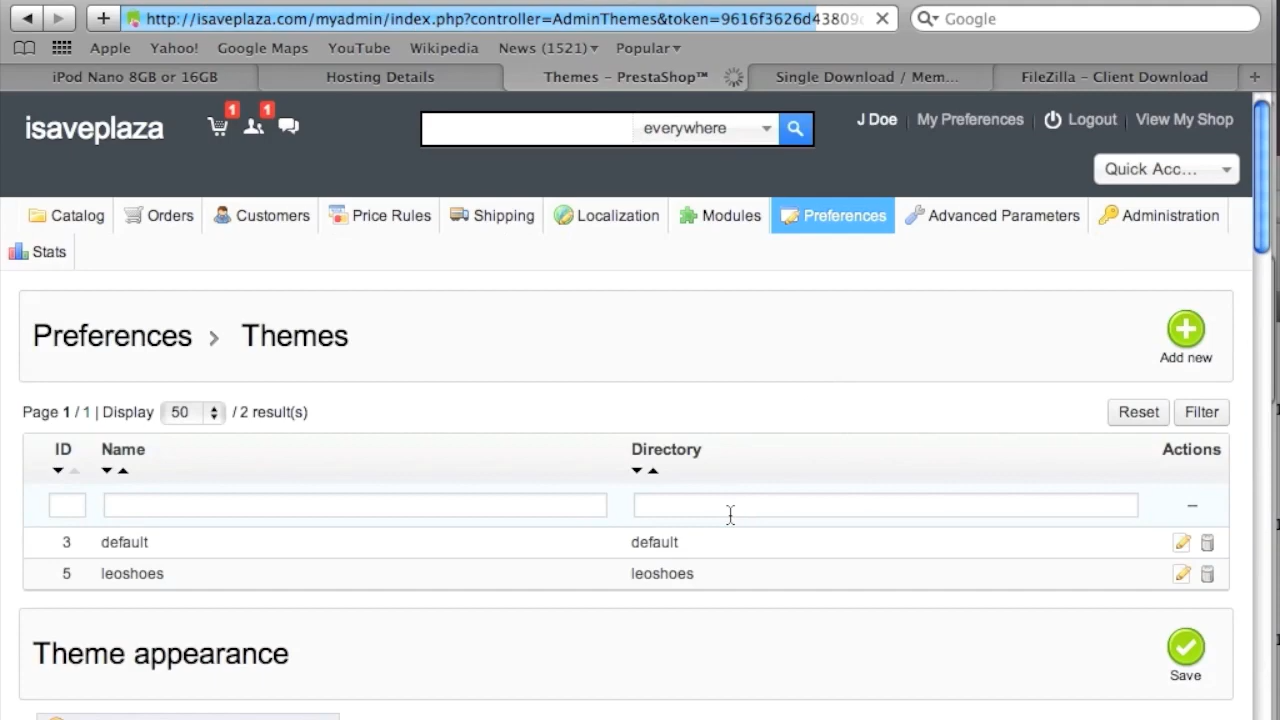 http://isaveplaza.com/myadmin/index.php?controller=AdminThemes&token=9616f3626d43809
Google
Apple Yahoo! Google Maps YouTube Wikipedia News (1521) Popular
iPod Nano 8GB or 16GB Hosting Details Themes - PrestaShop™ Single Download / Mem... FileZilla - Client Download
isaveplaza 1 1 everywhere J Doe My Preferences Logout View My Shop
Quick Acc...
Catalog Orders Customers Price Rules Shipping Localization Modules Preferences Advanced Parameters Administration
Stats
Preferences > Themes
Add new
Page 1 / 1 | Display 50 / 2 result(s) Reset Filter
ID Name Directory Actions
--
3 default default
5 leoshoes leoshoes
Theme appearance
Save